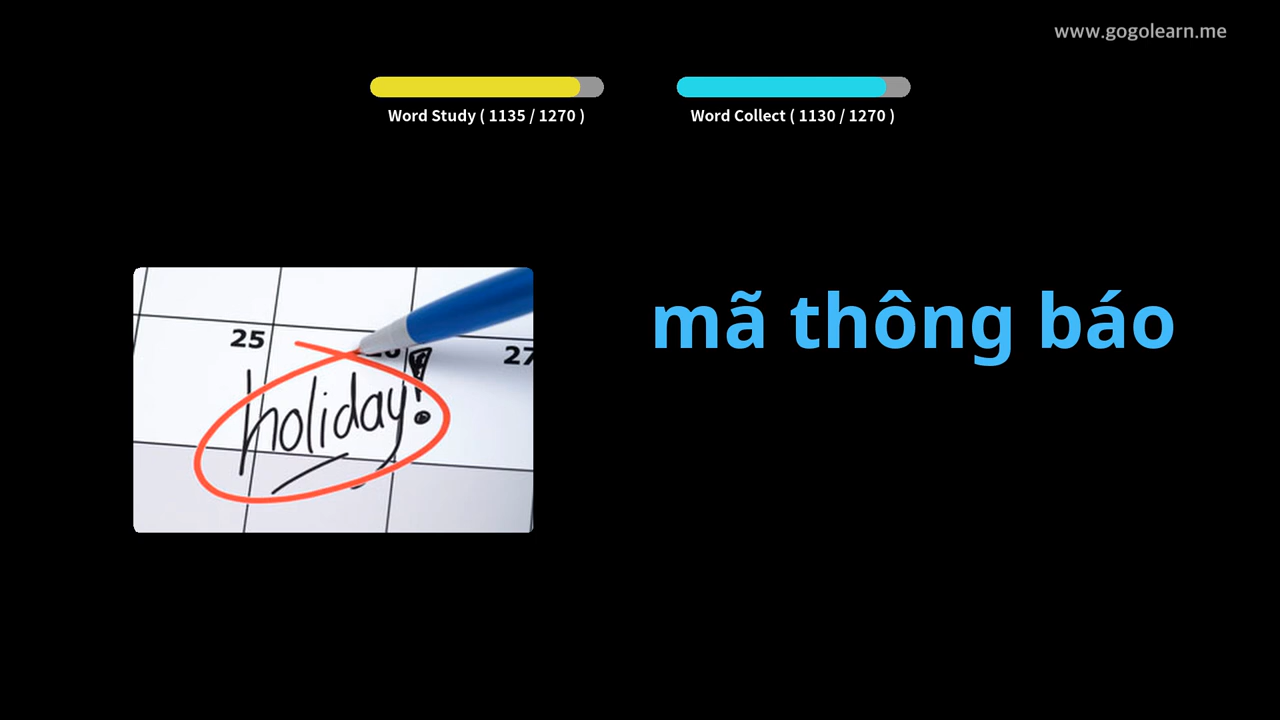 www.gogolearn.me
Word Study ( 1135 / 1270 )
Word Collect ( 1130 / 1270 )
mã thông báo
25
27
holiday!